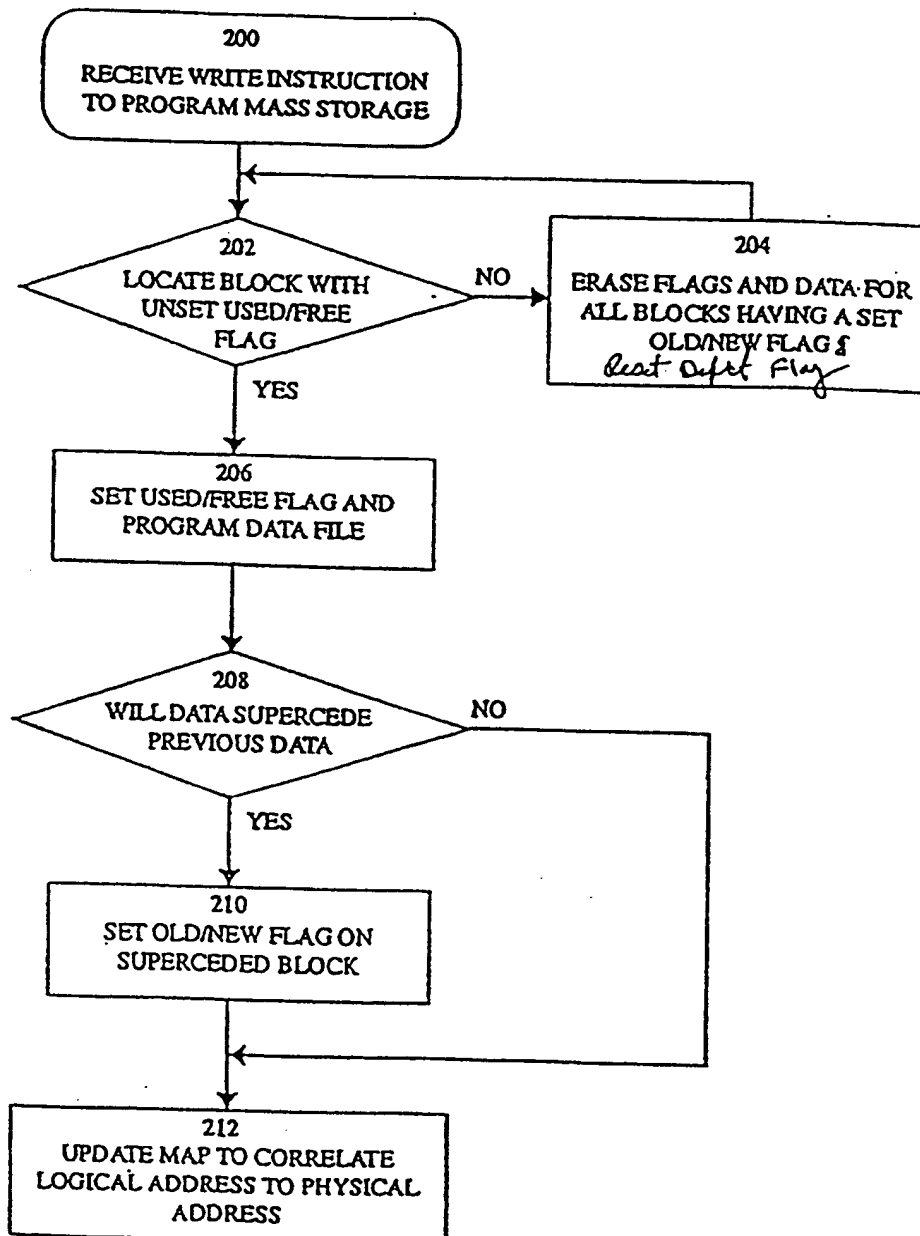 200
RECEIVE WRITE INSTRUCTION
TO PROGRAM MASS STORAGE
202
LOCATE BLOCK WITH
UNSET USED/FREE
FLAG
NO
204
ERASE FLAGS AND DATA FOR
ALL BLOCKS HAVING A SET
OLD/NEW FLAG &
Flag
YES
206
SET USED/FREE FLAG AND
PROGRAM DATA FILE
208
WILL DATA SUPERCEDE
PREVIOUS DATA
NO
YES
210
SET OLD/NEW FLAG ON
SUPERCEDED BLOCK
212
UPDATE MAP TO CORRELATE
LOGICAL ADDRESS TO PHYSICAL
ADDRESS